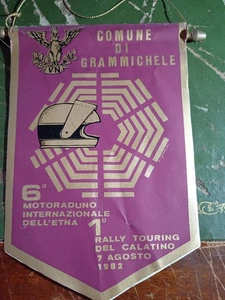 COMUNE
DI
GRAMMICHELE
6°
MOTORADUNO
INTERNAZIONALE
DELL'ETNA
1°
RALLY TOURING
DEL CALATINO
7 AGOSTO
1982